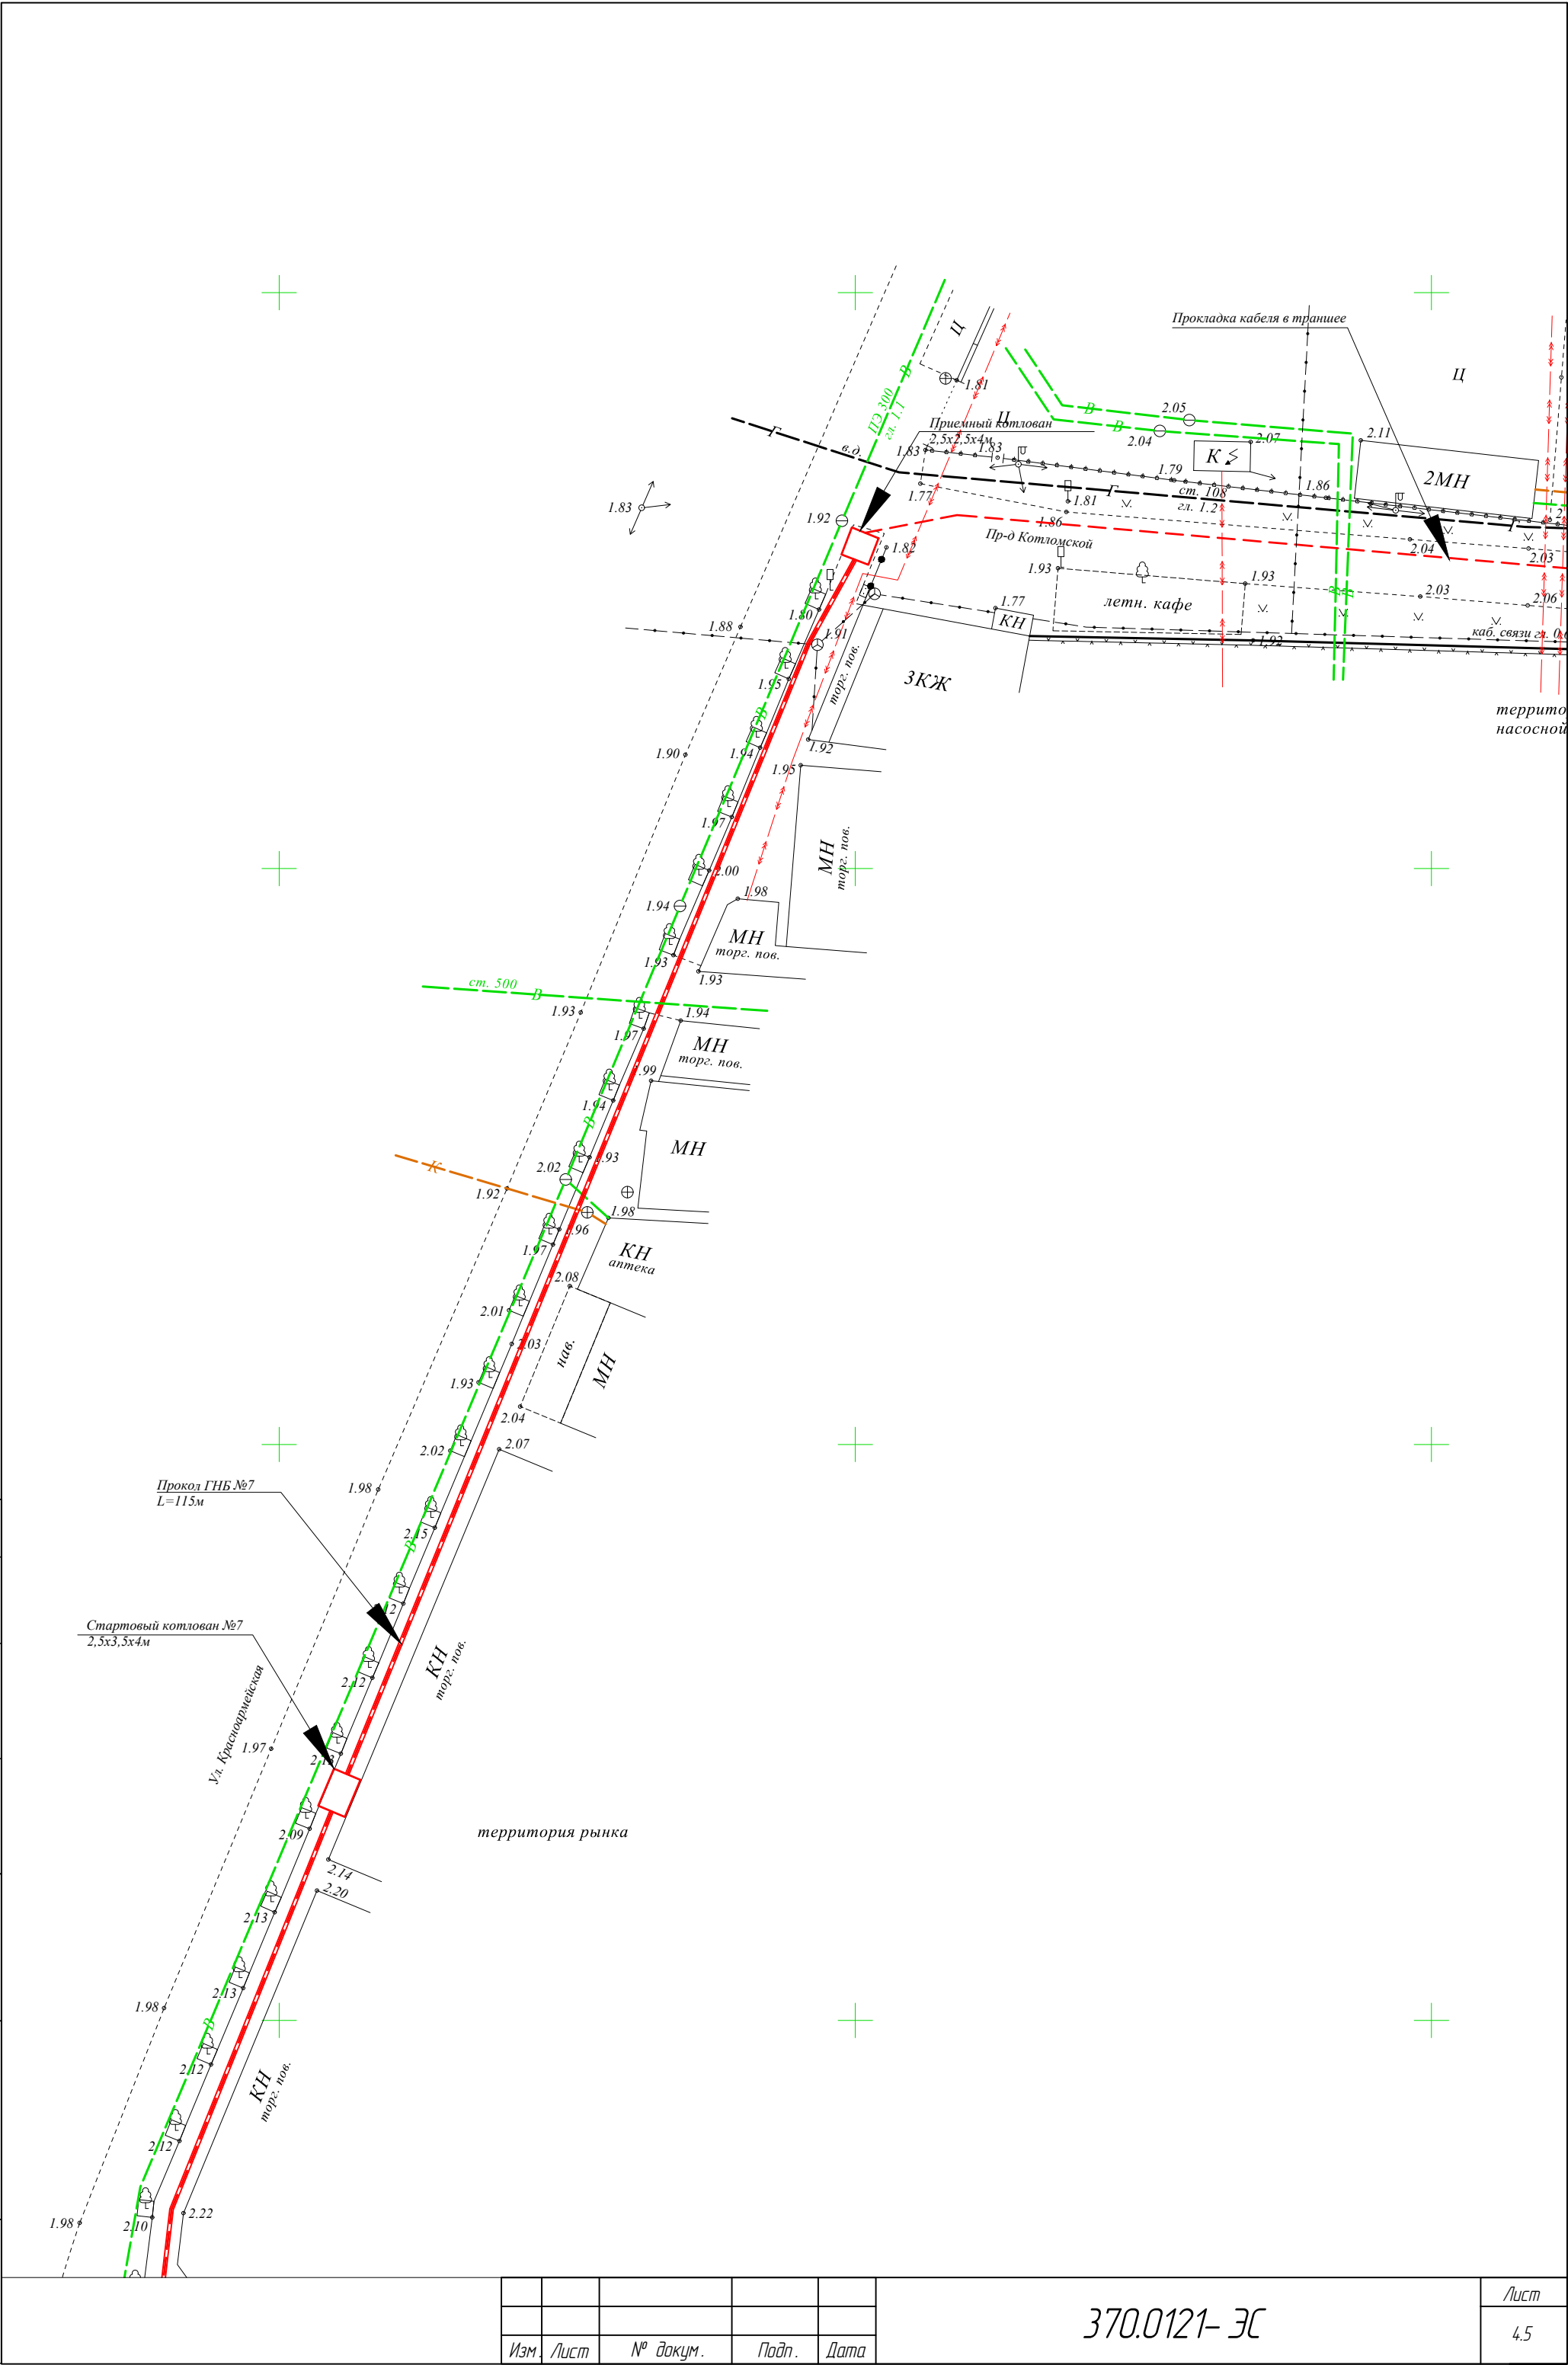 Ц
1.81
ПЭ 300
гл. 1.1
В
Прокладка кабеля в траншее
Ц
Ц
В
2.05
В
2.04
2.07
2.11
Г
в.д.
Приемный котлован
2,5х2,5х4м
1.83
1.83
1.79
К
1.86
2МН
1.77
1.81
Г
ст. 108
гл. 1.2
1.83
1.92
1.86
Г
Пр-д Котломской
1.82
2.04
2.03
1.93
1.93
2.03
2.06
летн. кафе
В
В
1.80
1.77
КН
1.88
1.91
1.92
каб. связи гл. 0.
торг. пов.
3КЖ
1.95
террито
насосной
В
1.90
1.94
1.92
1.95
1.97
МН
торг. пов.
2.00
1.98
1.94
МН
торг. пов.
1.93
1.93
ст. 500
В
1.93
1.94
1.97
МН
торг. пов.
1.99
1.94
В
МН
1.93
К
2.02
1.92
1.98
1.96
1.97
КН
аптека
2.08
2.01
2.03
нав.
МН
1.93
2.04
2.02
2.07
Прокол ГНБ №7
L=115м
1.98
2.15
В
Стартовый котлован №7
2,5х3,5х4м
КН
торг. пов.
2.12
Ул. Красноармейская
1.97
2.13
территория рынка
2.09
2.14
2.20
2.13
2.13
1.98
В
2.12
КН
торг. пов.
2.12
2.22
1.98
2.10
Изм.
Лист
№ докум.
Подп.
Дата
370.0121- ЭС
Лист
4.5